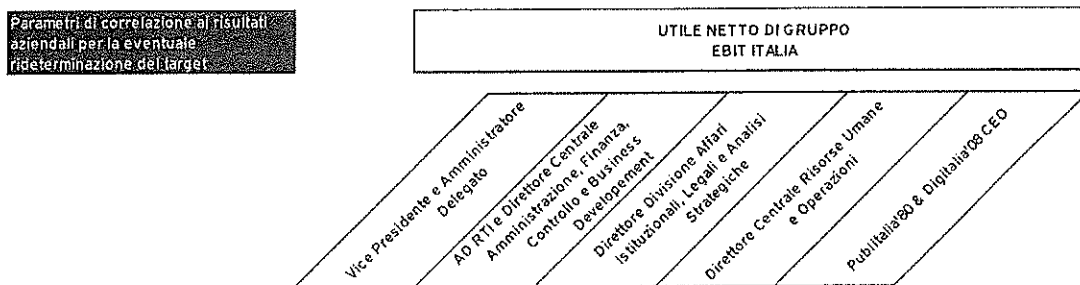 Parametri di correlazione ai risultati
aziendali per la eventuale
rideterminazione del target
UTILE NETTO DI GRUPPO
EBIT ITALIA
Vice Presidente e Amministratore
Delegato
AD RTI e Direttore Centrale
Amministrazione, Finanza,
Controllo e Business
Developement
Direttore Divisione Affari
Istituzionali, Legali e Analisi
Strategiche
Direttore Centrale Risorse Umane
e Operazioni
Publitalia'80 & Digitalia'08 CEO